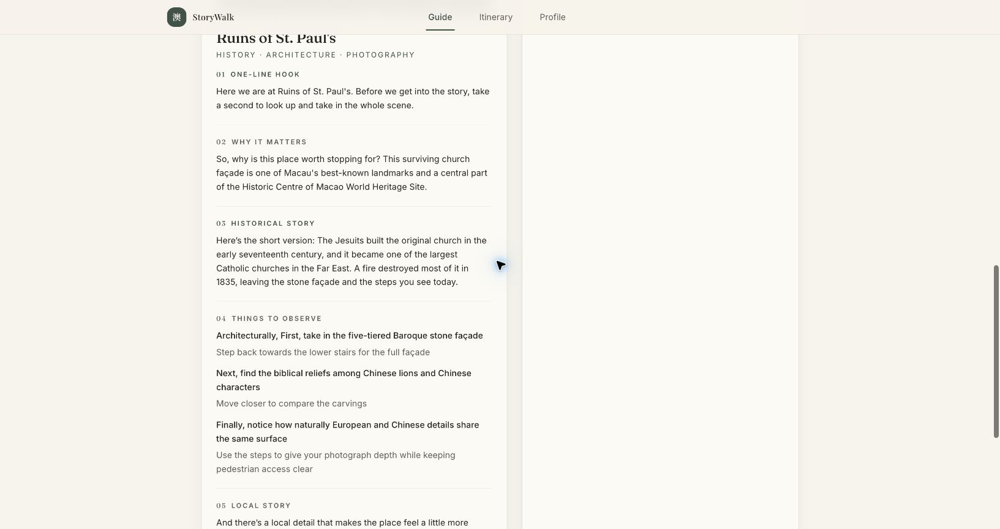 澳 StoryWalk
Guide Itinerary Profile
Ruins of St. Paul's
HISTORY · ARCHITECTURE · PHOTOGRAPHY
01 ONE-LINE HOOK
Here we are at Ruins of St. Paul's. Before we get into the story, take
a second to look up and take in the whole scene.
02 WHY IT MATTERS
So, why is this place worth stopping for? This surviving church
façade is one of Macau's best-known landmarks and a central part
of the Historic Centre of Macao World Heritage Site.
03 HISTORICAL STORY
Here’s the short version: The Jesuits built the original church in the
early seventeenth century, and it became one of the largest
Catholic churches in the Far East. A fire destroyed most of it in
1835, leaving the stone façade and the steps you see today.
04 THINGS TO OBSERVE
Architecturally, First, take in the five-tiered Baroque stone façade
Step back towards the lower stairs for the full façade
Next, find the biblical reliefs among Chinese lions and Chinese
characters
Move closer to compare the carvings
Finally, notice how naturally European and Chinese details share
the same surface
Use the steps to give your photograph depth while keeping
pedestrian access clear
05 LOCAL STORY
And there’s a local detail that makes the place feel a little more